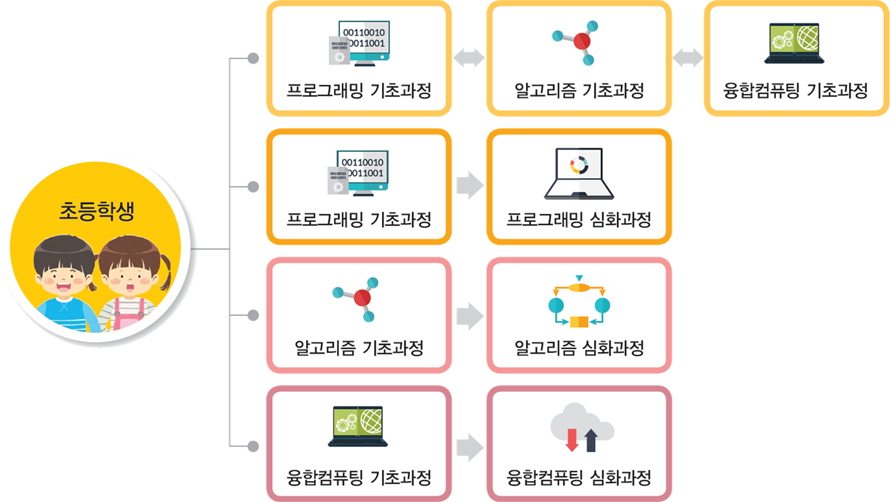 초등학생
00110010
00110010
00110011
00110010
0011001
프로그래밍 기초과정
알고리즘 기초과정
융합컴퓨팅 기초과정
00110010
0011001
프로그래밍 기초과정
프로그래밍 심화과정
알고리즘 기초과정
알고리즘 심화과정
융합컴퓨팅 기초과정
융합컴퓨팅 심화과정